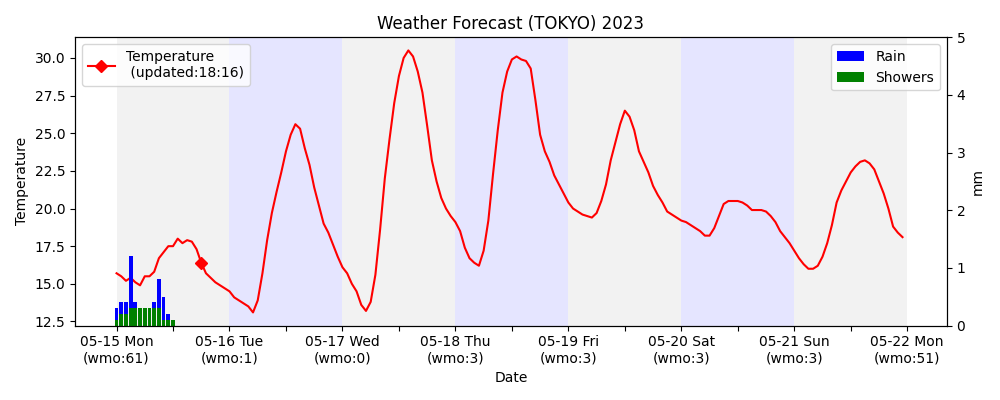 Weather Forecast (TOKYO) 2023
Temperature
(updated:18:16)
Rain
Showers
30.0
27.5
25.0
22.5
20.0
17.5
15.0
12.5
Temperature
5
4
3
2
1
0
mm
05-15 Mon
(wmo:61)
05-16 Tue
(wmo:1)
05-17 Wed
(wmo:0)
05-18 Thu
(wmo:3)
05-19 Fri
(wmo:3)
05-20 Sat
(wmo:3)
05-21 Sun
(wmo:3)
05-22 Mon
(wmo:51)
Date